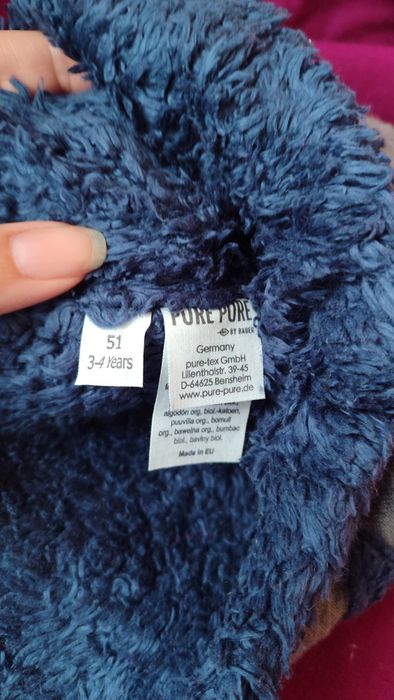 51
3-4 Years
PURE PURE
BY BAUER
Germany
pure-tex GmbH
Lilienthalstr. 39-45
D-64625 Bensheim
www.pure-pure.de
algodón org., biol.-katoen,
puuvilla org., bomull
org., bawełna org., bumbac
biol., bavlny biol.
Made in EU